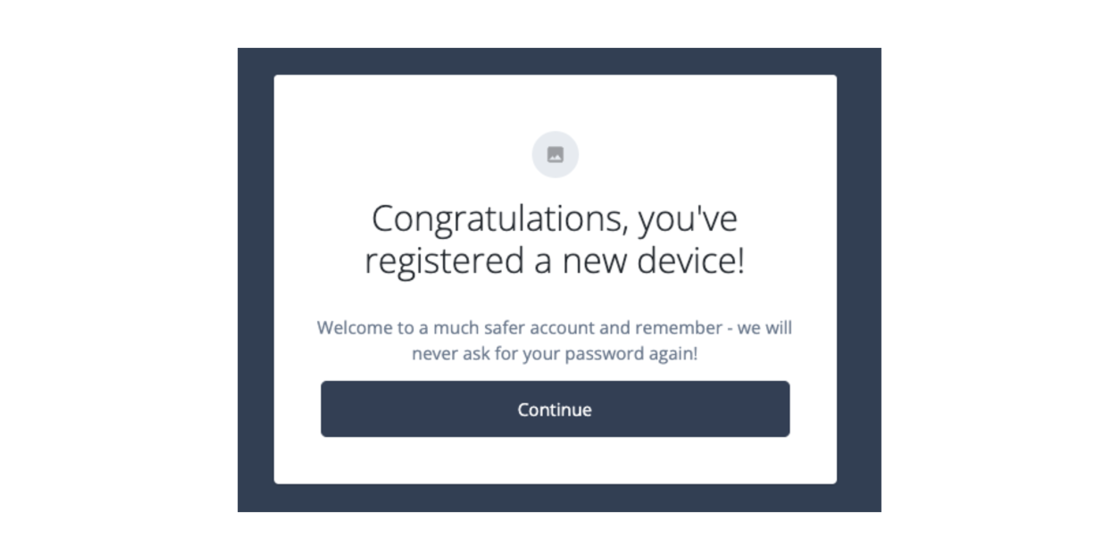 Congratulations, you've
registered a new device!
Welcome to a much safer account and remember - we will
never ask for your password again!
Continue